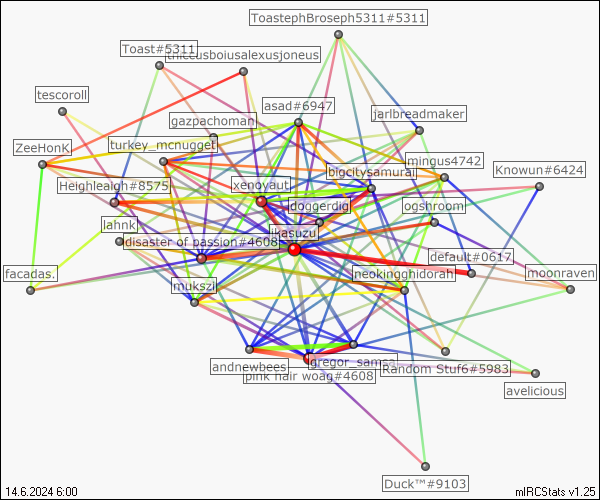 ToastephBroseph5311#5311
Toast#5311
thiccusboiusalexusjoneus
tescoroll
asad#6947
jarlbreadmaker
gazpachoman
turkey_mcnugget
ZeeHonK
mingus4742
bigcitysamurai
Knowun#6424
xenoyaut
Heighleaigh#8575
doggerdig
ogshroom
lahnk
ikasuzu
disaster of passion#4608
default#0617
facadas.
mukszi
neokingghidorah
moonraven
gregor_samsa
andnewbees
Random Stuf6#5983
pink hair woag#4608
avelicious
Duck™#9103
14.6.2024 6:00
mIRCStats v1.25